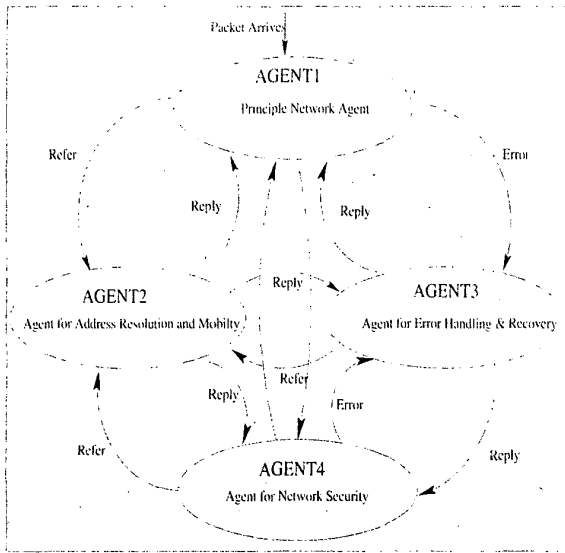 Packet Arrives
AGENT1
Principle Network Agent
Refer
Error
Reply
Reply
AGENT2
Reply
AGENT3
Agent for Address Resolution and Mobilty
Agent for Error Handling & Recovery
Refer
Reply
Error
Refer
Reply
AGENT4
Agent for Network Security